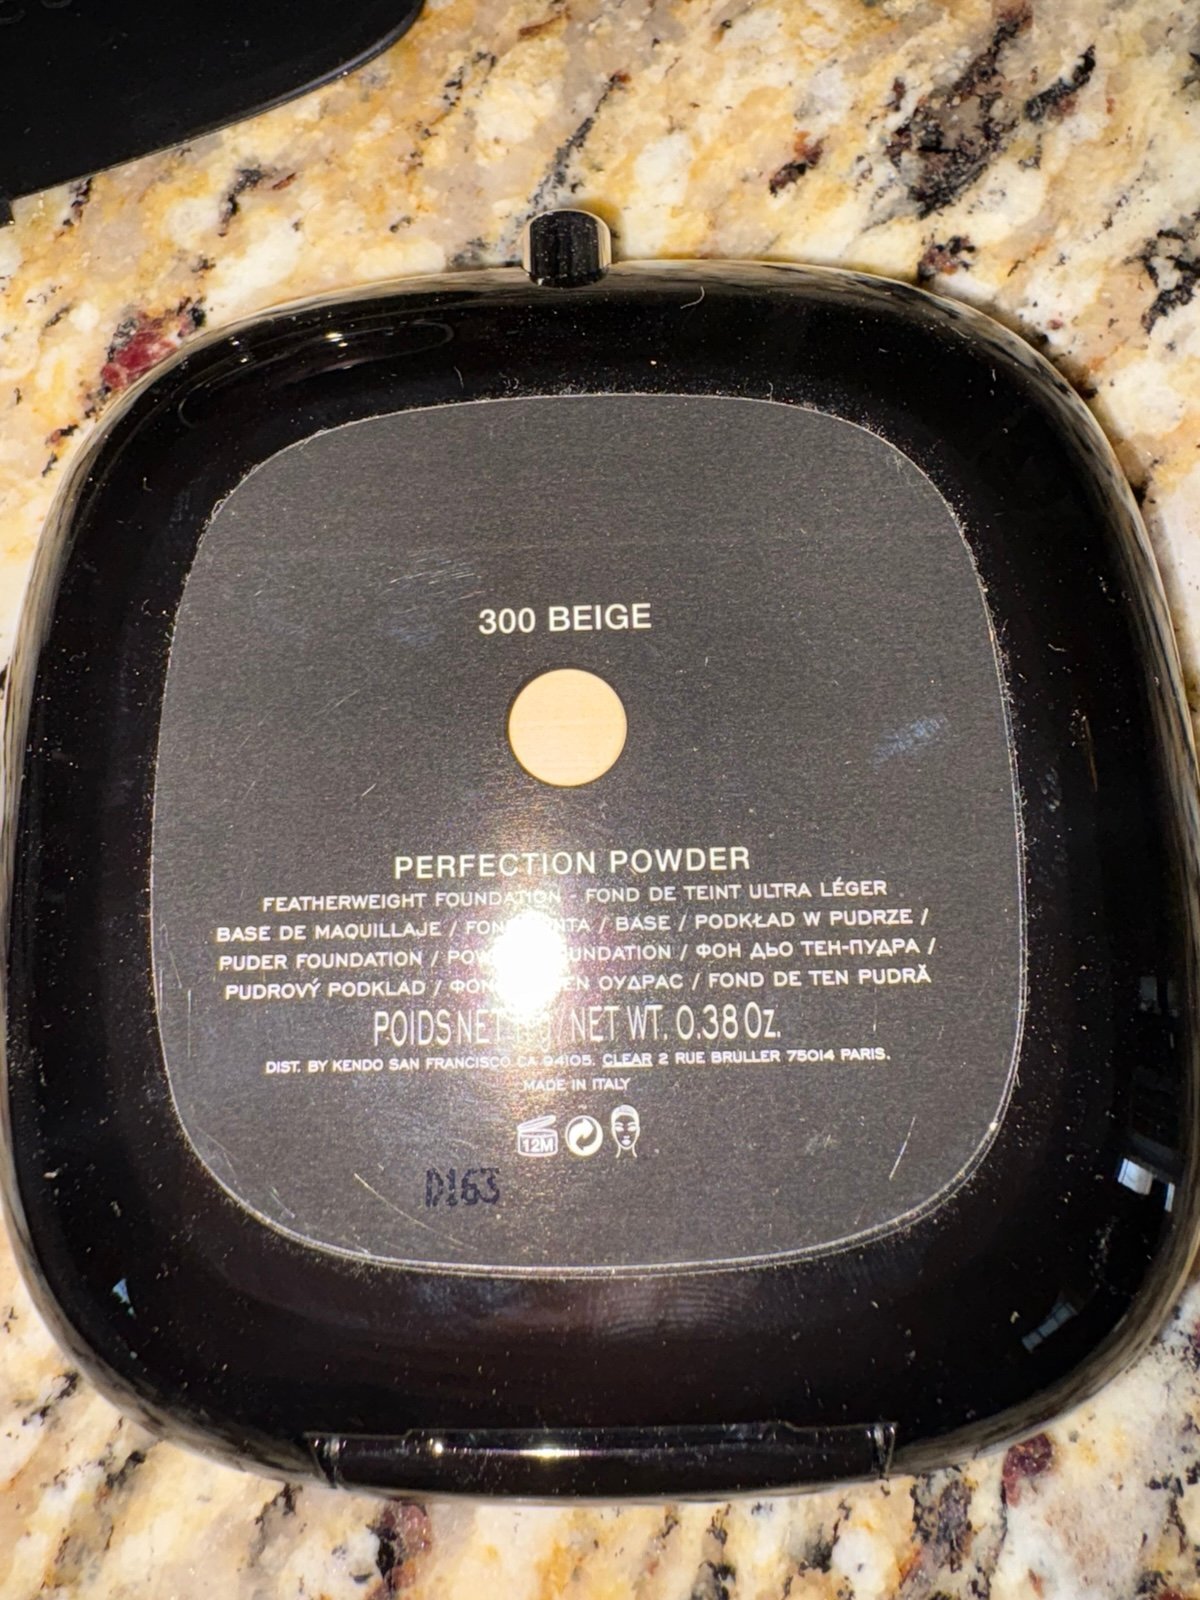 300 BEIGE
PERFECTION POWDER
FEATHERWEIGHT FOUNDATION FOND DE TEINT ULTRA LÉGER
BASE DE MAQUILLAJE / / BASE / PODKŁAD W PUDRZE /
PUDER FOUNDATION / / ФОН ДЬО ТЕН-ПУДРА /
PUDROVÝ PODKLAD / ΟΥΔΡΑС / FOND DE TEN PUDRĂ
POIDS NET / NET WT. 0.38 Oz.
DIST. BY KENDO SAN FRANCISCO CA 94105. CLEAR 2 RUE BRULLER 75014 PARIS.
MADE IN ITALY
12M
D163